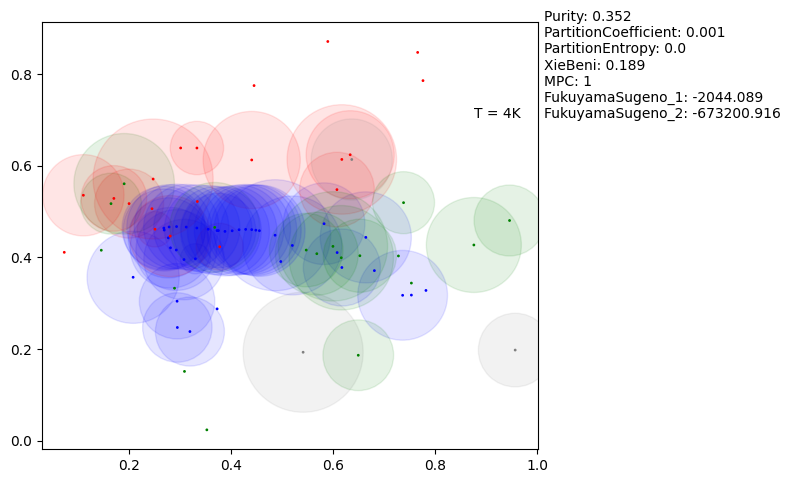 Purity: 0.352
PartitionCoefficient: 0.001
PartitionEntropy: 0.0
XieBeni: 0.189
MPC: 1
FukuyamaSugeno_1: -2044.089
FukuyamaSugeno_2: -673200.916
T = 4K
0.8
0.6
0.4
0.2
0.0
0.2 0.4 0.6 0.8 1.0